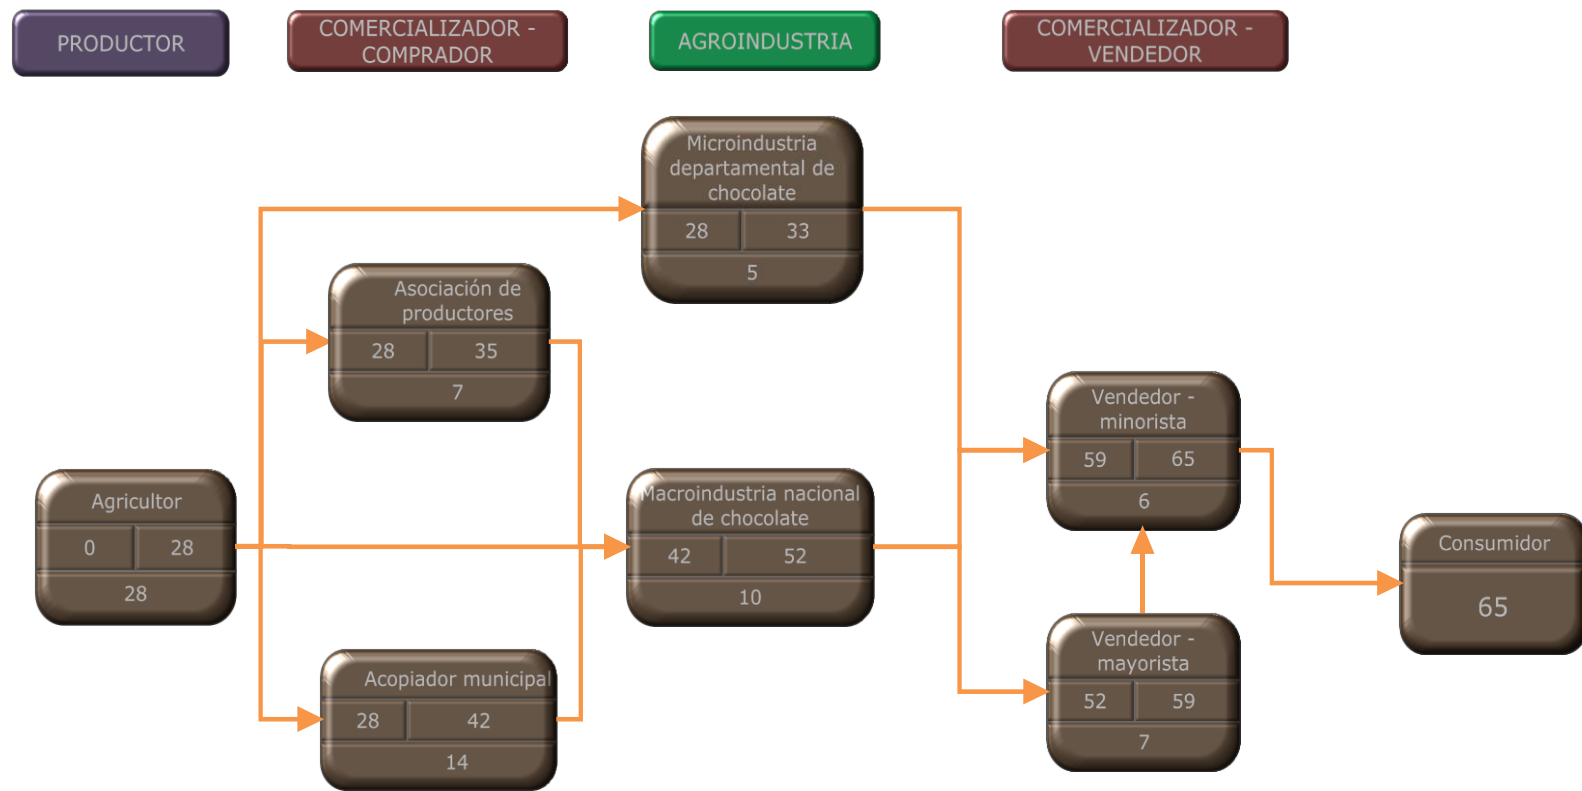 PRODUCTOR
COMERCIALIZADOR -
COMPRADOR
AGROINDUSTRIA
COMERCIALIZADOR -
VENDEDOR
Microindustria
departamental de
chocolate
28 33
5
Asociación de
productores
28 35
7
Agricultor
0 28
28
Macroindustria nacional
de chocolate
42 52
10
Acopiador municipal
28 42
14
Vendedor -
minorista
59 65
6
Vendedor -
mayorista
52 59
7
Consumidor
65